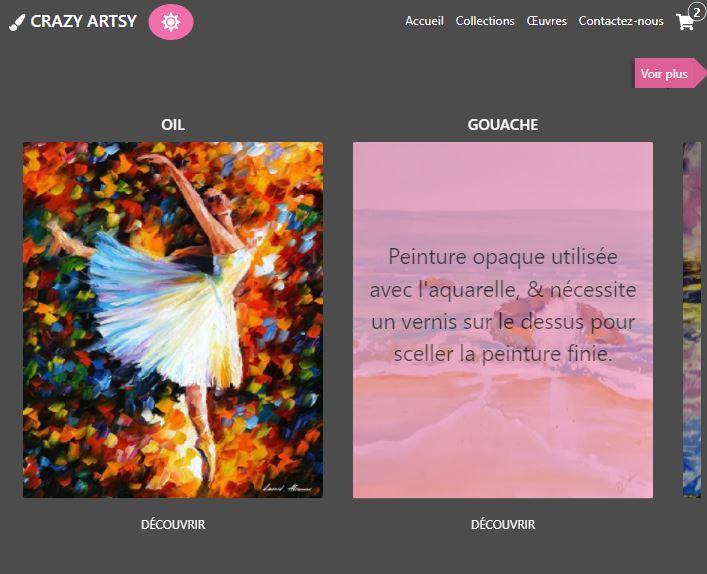 CRAZY ARTSY
Accueil Collections Œuvres Contactez-nous 2
Voir plus
OIL
GOUACHE
Peinture opaque utilisée
avec l'aquarelle, & nécessite
un vernis sur le dessus pour
sceller la peinture finie.
DÉCOUVRIR
DÉCOUVRIR